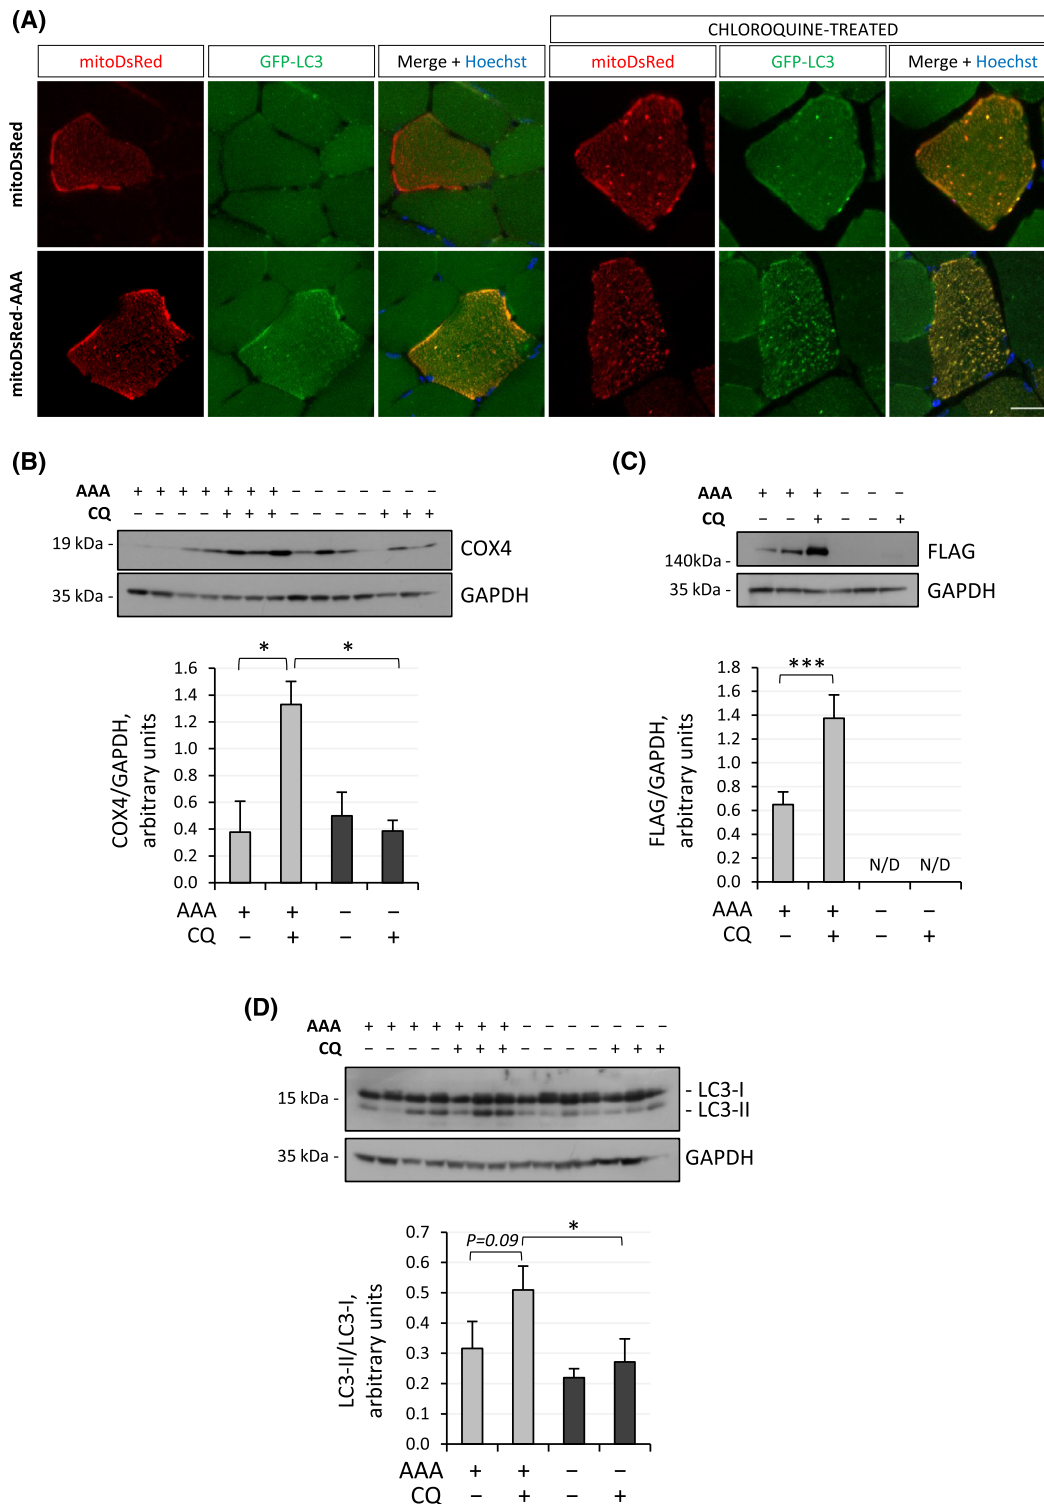 (A)
CHLOROQUINE-TREATED
mitoDsRed GFP-LC3 Merge + Hoechst mitoDsRed GFP-LC3 Merge + Hoechst
mitoDsRed
mitoDsRed-AAA
(B)
AAA + + + + + + + – – – – – – –
CQ – – – – + + + – – – – + + +
19 kDa - COX4
35 kDa - GAPDH
* *
COX4/GAPDH,
arbitrary units
1.6
1.4
1.2
1.0
0.8
0.6
0.4
0.2
0.0
AAA + + – –
CQ – + – +
(C)
AAA + + + – – –
CQ – – + – – +
140kDa - FLAG
35 kDa - GAPDH
***
FLAG/GAPDH,
arbitrary units
1.8
1.6
1.4
1.2
1.0
0.8
0.6
0.4
0.2
0.0
N/D N/D
AAA + + – –
CQ – + – +
(D)
AAA + + + + + + + – – – – – – –
CQ – – – – + + + – – – – + + +
15 kDa - - LC3-I
- LC3-II
35 kDa - GAPDH
P=0.09 *
LC3-II/LC3-I,
arbitrary units
0.7
0.6
0.5
0.4
0.3
0.2
0.1
0.0
AAA + + – –
CQ – + – +